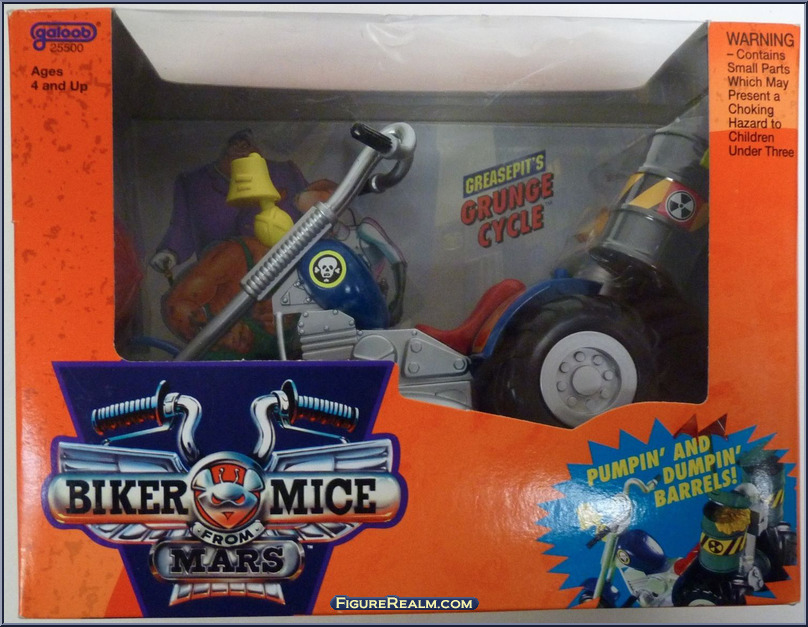 galoob
25500
Ages
4 and Up
WARNING
– Contains
Small Parts
Which May
Present a
Choking
Hazard to
Children
Under Three
GREASEPIT'S
GRUNGE
CYCLE
BIKER MICE
FROM
MARS
PUMPIN' AND
DUMPIN'
BARRELS!
FIGUREREALM.COM